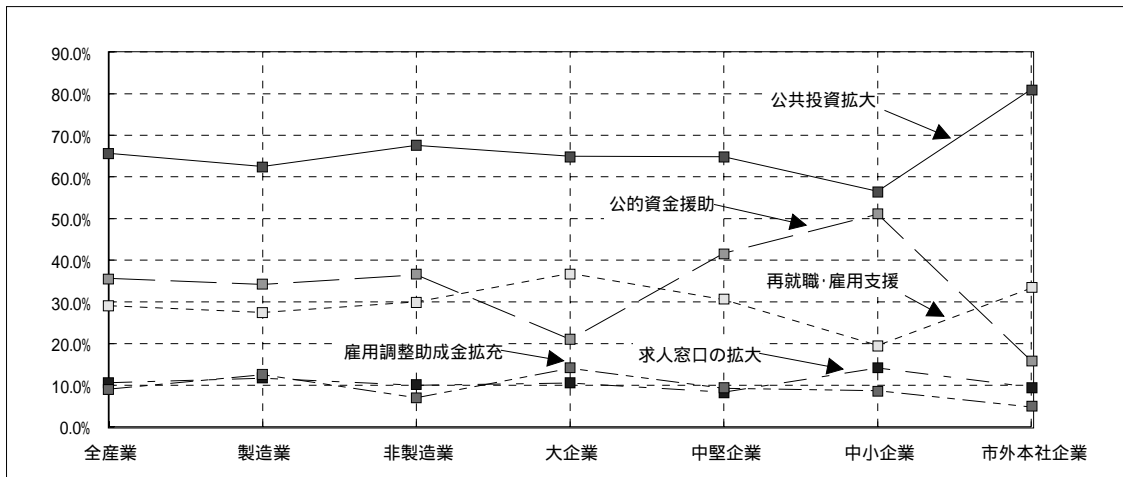 90.0%
80.0%
公共投資拡大
70.0%
60.0%
公的資金援助
50.0%
40.0%
再就職･雇用支援
30.0%
20.0%
雇用調整助成金拡充
求人窓口の拡大
10.0%
0.0%
全産業 製造業 非製造業 大企業 中堅企業 中小企業 市外本社企業